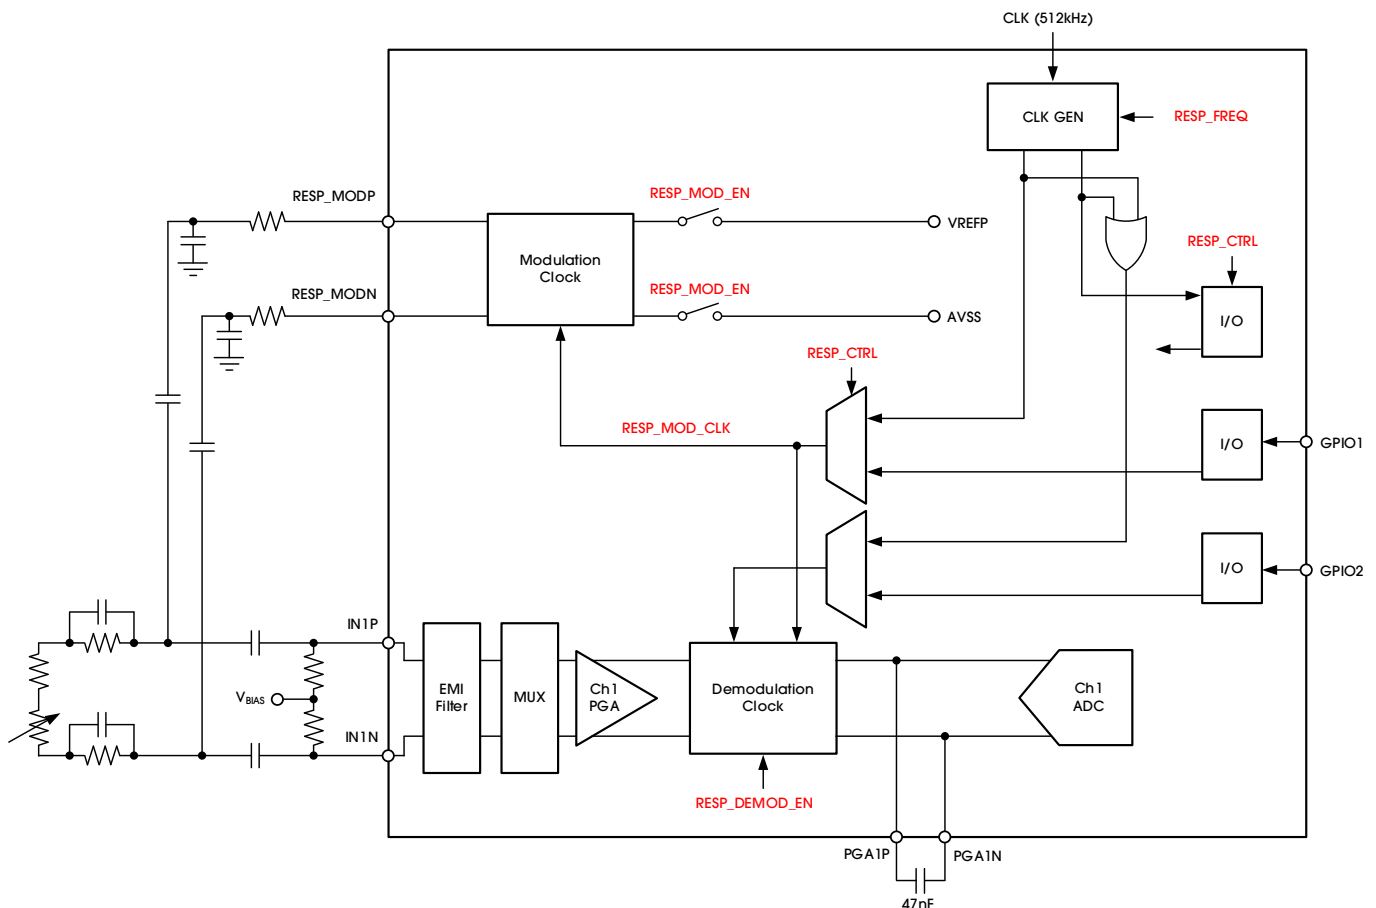 CLK (512kHz)
CLK GEN
RESP_FREQ
RESP_MODP
RESP_MOD_EN
VREFP
Modulation
Clock
RESP_CTRL
RESP_MODN
RESP_MOD_EN
AVSS
I/O
RESP_CTRL
RESP_MOD_CLK
I/O
GPIO1
I/O
GPIO2
IN1P
EMI
Filter
MUX
Ch1
PGA
Demodulation
Clock
Ch1
ADC
VBIAS
IN1N
RESP_DEMOD_EN
PGA1P
PGA1N
47nF